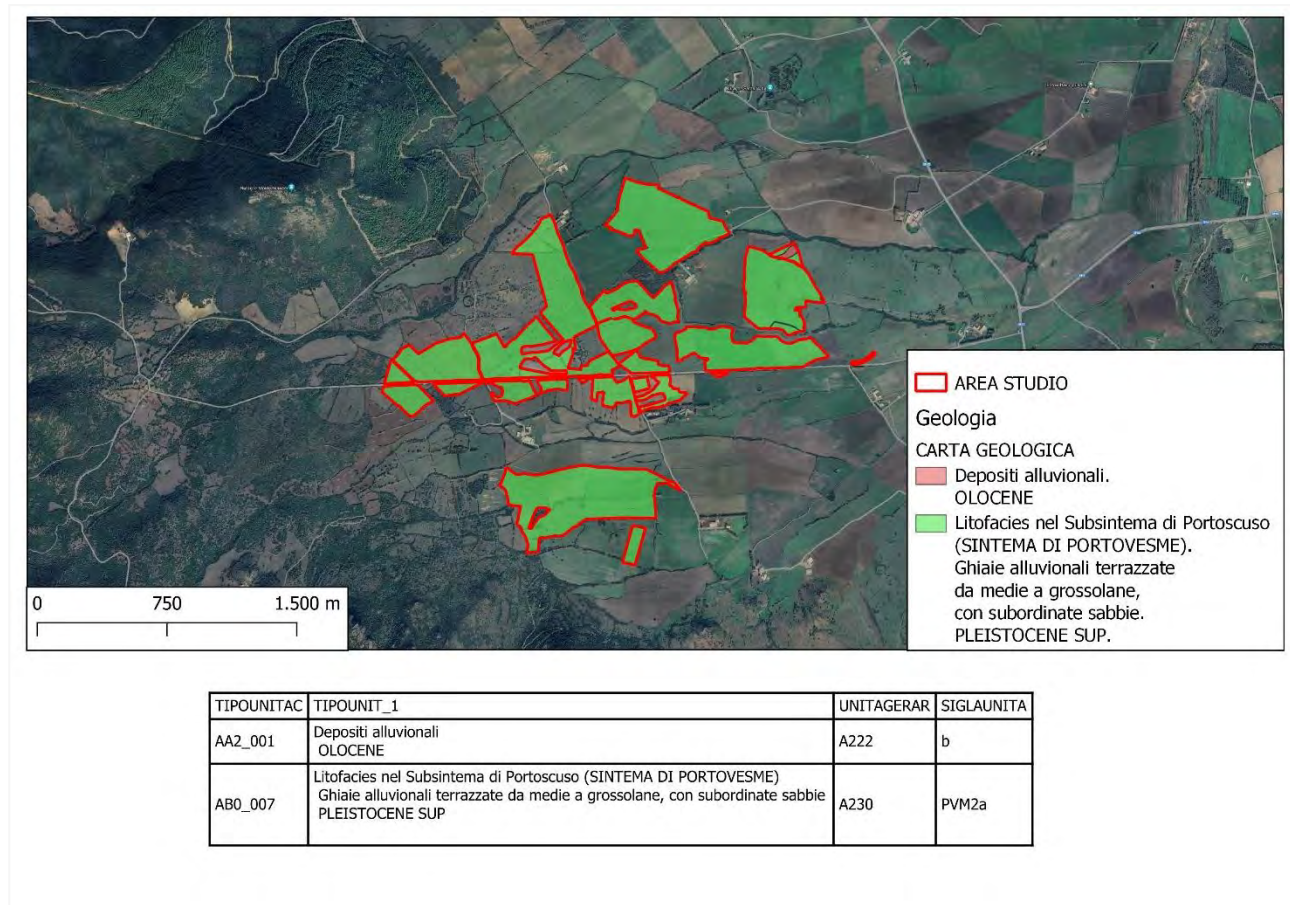 AREA STUDIO
Geologia
CARTA GEOLOGICA
Depositi alluvionali.
OLOCENE
Litofacies nel Subsintema di Portoscuso
(SINTEMA DI PORTOVESME).
Ghiaie alluvionali terrazzate
da medie a grossolane,
con subordinate sabbie.
PLEISTOCENE SUP.
0 750 1.500 m
TIPOUNITAC TIPOUNIT_1 UNITAGERAR SIGLAUNITA
AA2_001 Depositi alluvionali A222 b
OLOCENE
Litofacies nel Subsintema di Portoscuso (SINTEMA DI PORTOVESME)
AB0_007 Ghiaie alluvionali terrazzate da medie a grossolane, con subordinate sabbie A230 PVM2a
PLEISTOCENE SUP